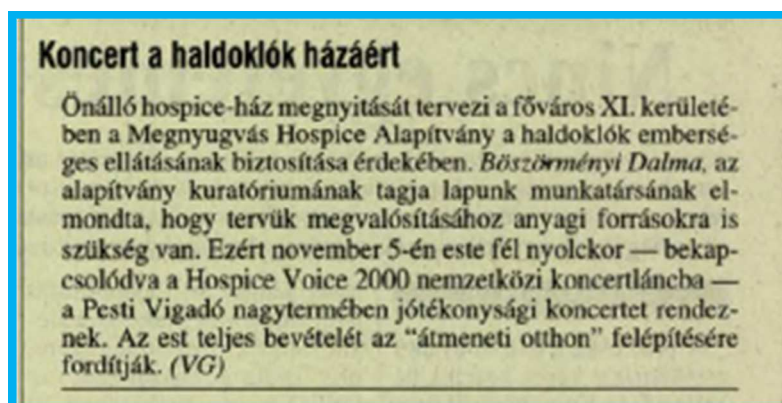 Koncert a haldoklók házáért
Önálló hospice-ház megnyitását tervezi a főváros XI. kerületé-
ben a Megnyugvás Hospice Alapítvány a haldoklók embersé-
ges ellátásának biztosítása érdekében. Böszörményi Dalma, az
alapítvány kuratóriumának tagja lapunk munkatársának el-
mondta, hogy tervük megvalósításához anyagi forrásokra is
szükség van. Ezért november 5-én este fél nyolckor — bekap-
csolódva a Hospice Voice 2000 nemzetközi koncertláncba —
a Pesti Vigadó nagytermében jótékonysági koncertet rendez-
nek. Az est teljes bevételét az "átmeneti otthon" felépítésére
fordítják. (VG)